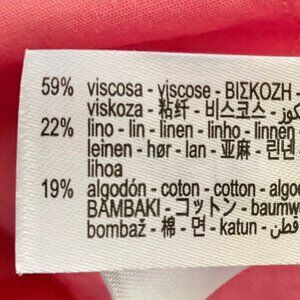 59% viscosa - viscose - ΒΙΣΚΟΖΗ -
viskoza - 粘纤 - 비스코스 -
22% lino - lin - linen - linho - linnen
leinen - hør - lan - 亚麻 - 린넨
lihoa
19% algodón - coton - cotton - algo
BAMBAKI - コットン - baumw
bombaž - 棉 - 면 - katun - قطن